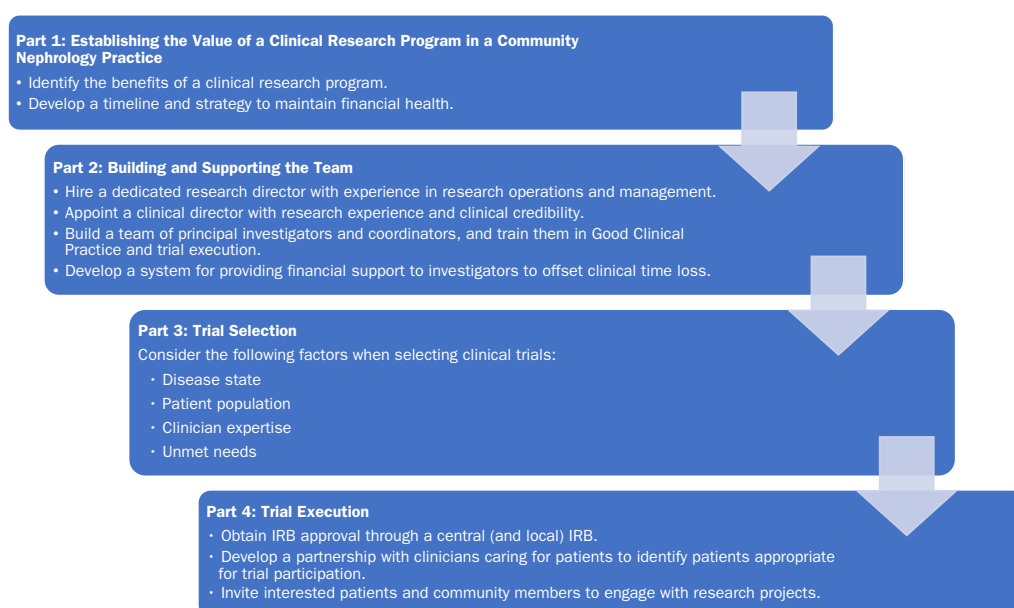 Part 1: Establishing the Value of a Clinical Research Program in a Community
Nephrology Practice
• Identify the benefits of a clinical research program.
• Develop a timeline and strategy to maintain financial health.
Part 2: Building and Supporting the Team
• Hire a dedicated research director with experience in research operations and management.
• Appoint a clinical director with research experience and clinical credibility.
• Build a team of principal investigators and coordinators, and train them in Good Clinical
Practice and trial execution.
• Develop a system for providing financial support to investigators to offset clinical time loss.
Part 3: Trial Selection
Consider the following factors when selecting clinical trials:
• Disease state
• Patient population
• Clinician expertise
• Unmet needs
Part 4: Trial Execution
• Obtain IRB approval through a central (and local) IRB.
• Develop a partnership with clinicians caring for patients to identify patients appropriate
for trial participation.
• Invite interested patients and community members to engage with research projects.